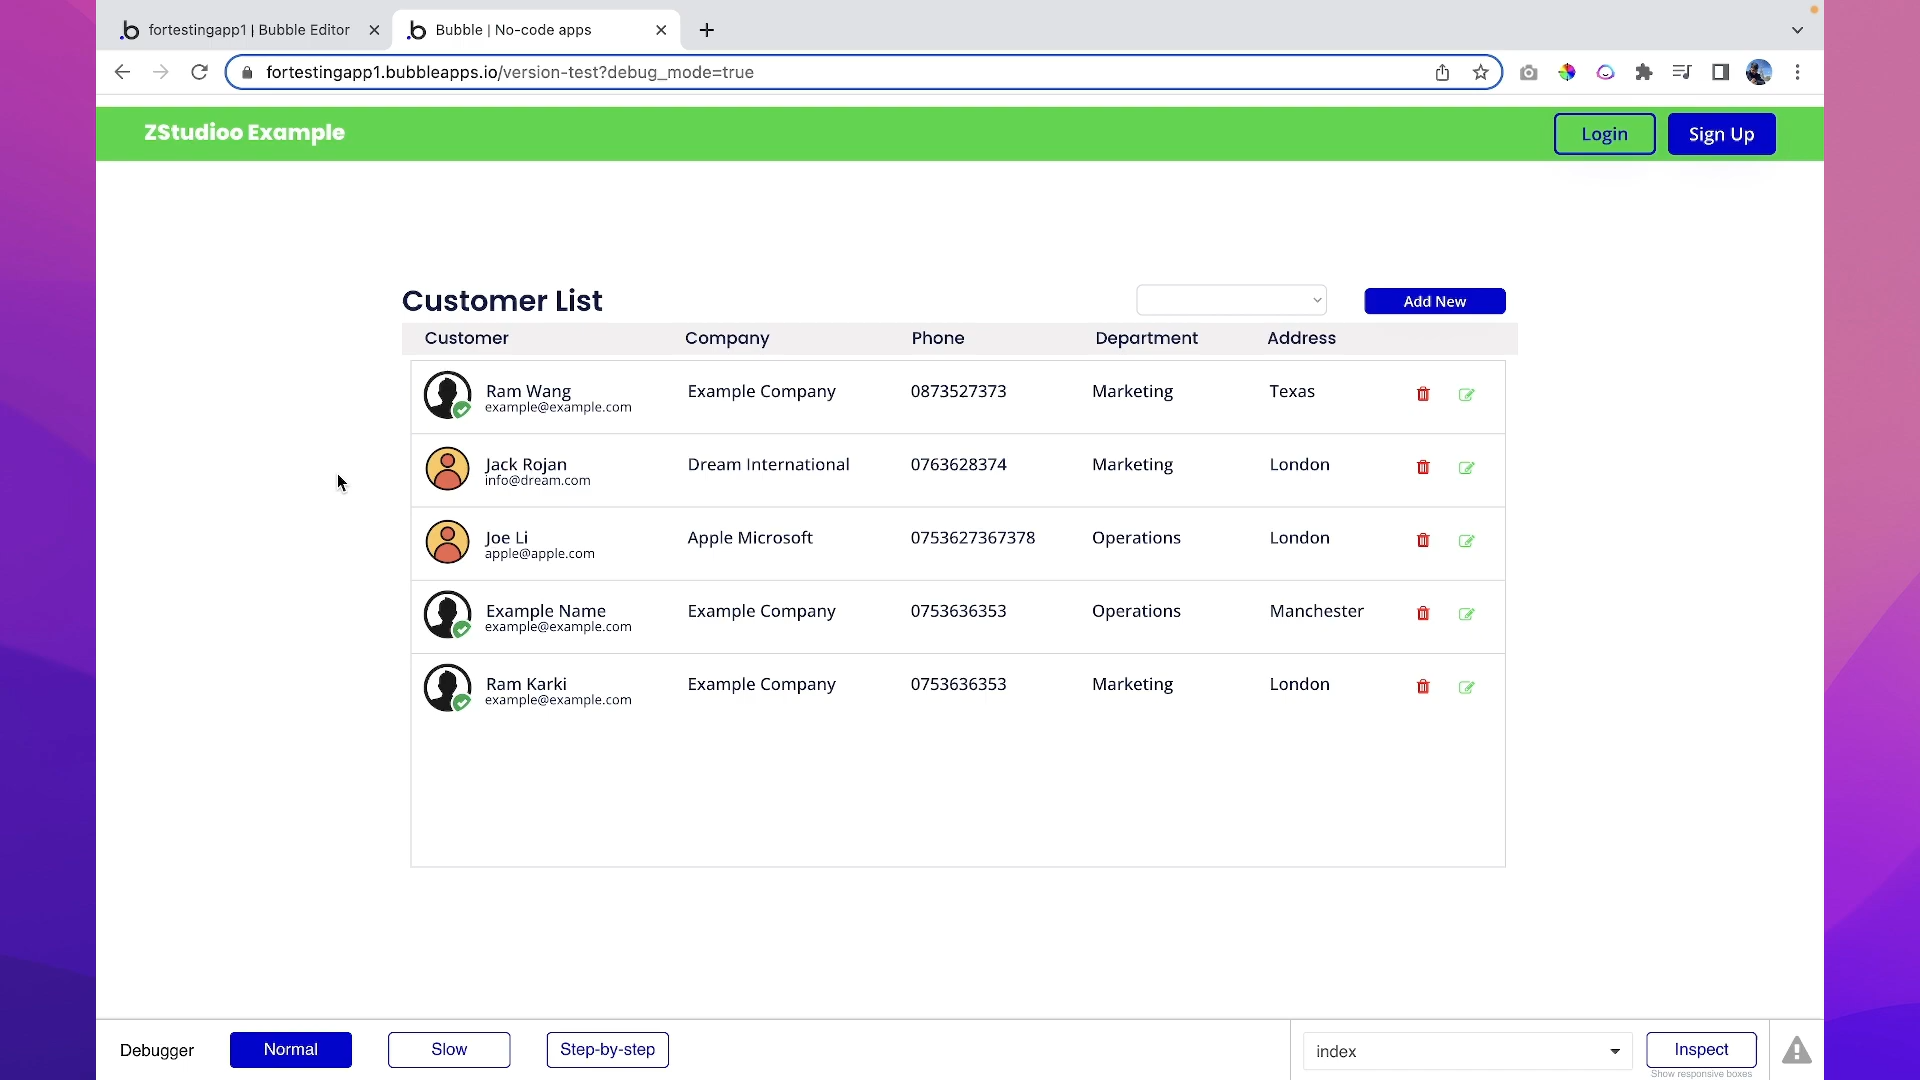 fortestingapp1 | Bubble Editor
Bubble | No-code apps
fortestingapp1.bubbleapps.io/version-test?debug_mode=true
ZStudioo Example
Login
Sign Up
Customer List
Add New
Customer Company Phone Department Address
Ram Wang
example@example.com
Example Company 0873527373 Marketing Texas
Jack Rojan
info@dream.com
Dream International 0763628374 Marketing London
Joe Li
apple@apple.com
Apple Microsoft 0753627367378 Operations London
Example Name
example@example.com
Example Company 0753636353 Operations Manchester
Ram Karki
example@example.com
Example Company 0753636353 Marketing London
Debugger Normal Slow Step-by-step index Inspect
Show responsive boxes